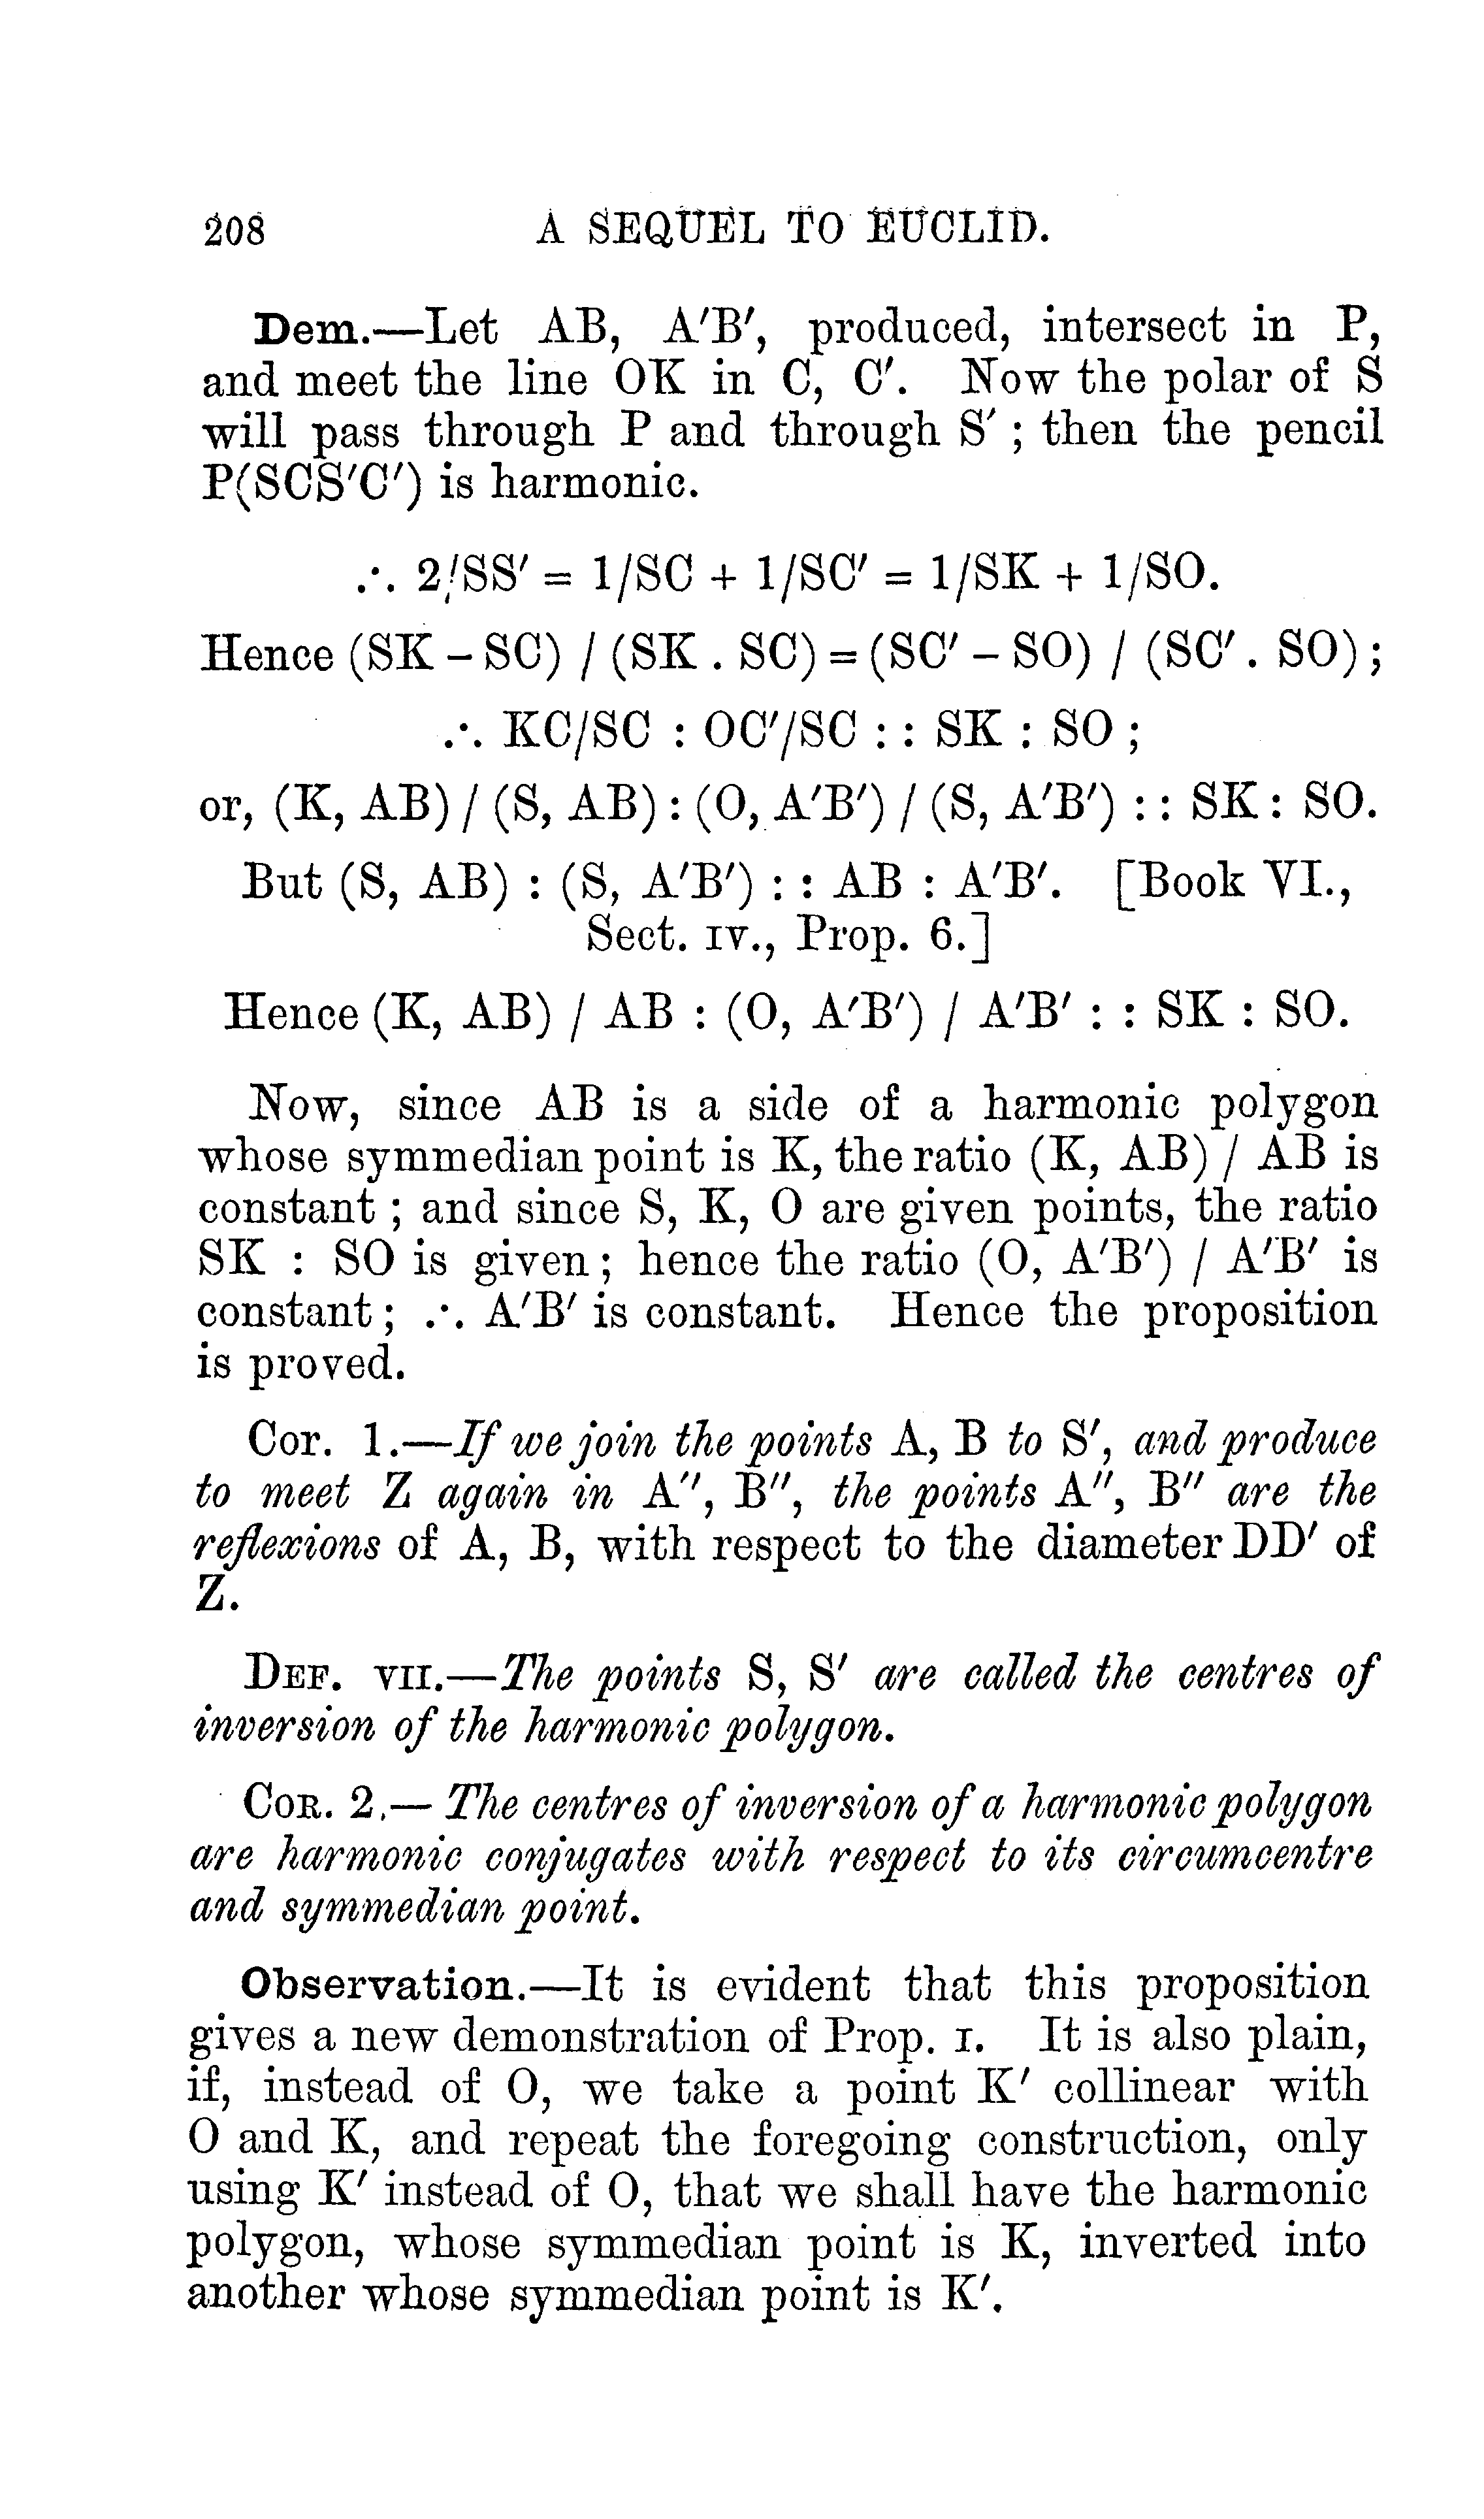 208 A SEQUEL TO EUCLID.
Dem.—Let AB, A′B′, produced, intersect in P,
and meet the line OK in C, C′. Now the polar of S
will pass through P and through S′ ; then the pencil
P(SCS′C′) is harmonic.
∴ 2/SS′ = 1/SC + 1/SC′ = 1/SK + 1/SO.
Hence (SK – SC) / (SK . SC) = (SC′ – SO) / (SC′ . SO) ;
∴ KC/SC : OC′/SC : : SK : SO ;
or, (K, AB) / (S, AB) : (O, A′B′) / (S, A′B′) : : SK : SO.
But (S, AB) : (S, A′B′) : : AB : A′B′. [Book VI.,
Sect. IV., Prop. 6.]
Hence (K, AB) / AB : (O, A′B′) / A′B′ : : SK : SO.
Now, since AB is a side of a harmonic polygon
whose symmedian point is K, the ratio (K, AB) / AB is
constant ; and since S, K, O are given points, the ratio
SK : SO is given ; hence the ratio (O, A′B′) / A′B′ is
constant ; ∴ A′B′ is constant. Hence the proposition
is proved.
Cor. 1.—If we join the points A, B to S′, and produce
to meet Z again in A″, B″, the points A″, B″ are the
reflexions of A, B, with respect to the diameter DD′ of
Z.
DEF. VII.—The points S, S′ are called the centres of
inversion of the harmonic polygon.
COR. 2.— The centres of inversion of a harmonic polygon
are harmonic conjugates with respect to its circumcentre
and symmedian point.
Observation.—It is evident that this proposition
gives a new demonstration of Prop. I. It is also plain,
if, instead of O, we take a point K′ collinear with
O and K, and repeat the foregoing construction, only
using K′ instead of O, that we shall have the harmonic
polygon, whose symmedian point is K, inverted into
another whose symmedian point is K′.